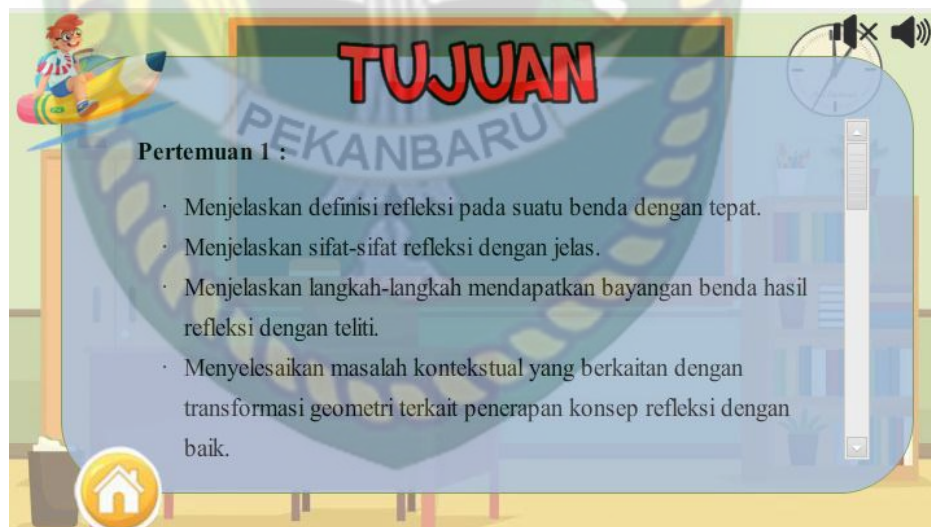 TUJUAN
PEKANBARU
Pertemuan 1 :
· Menjelaskan definisi refleksi pada suatu benda dengan tepat.
· Menjelaskan sifat-sifat refleksi dengan jelas.
· Menjelaskan langkah-langkah mendapatkan bayangan benda hasil
refleksi dengan teliti.
· Menyelesaikan masalah kontekstual yang berkaitan dengan
transformasi geometri terkait penerapan konsep refleksi dengan
baik.